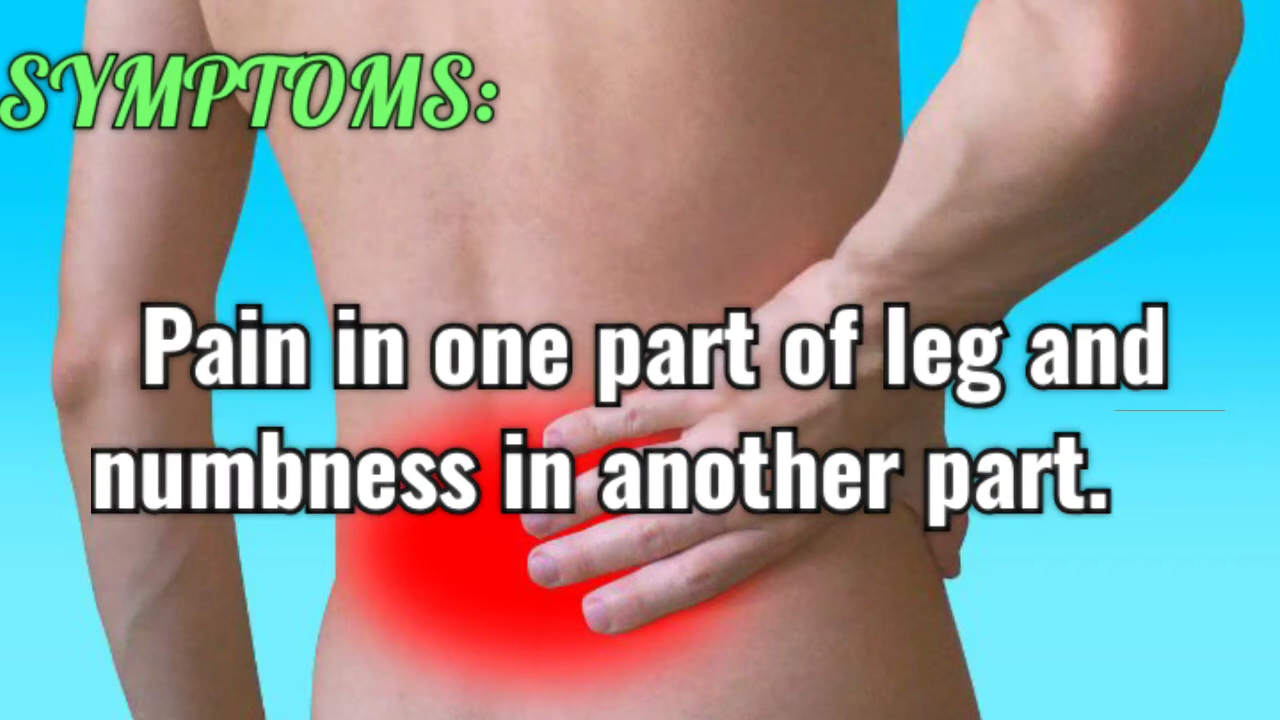 SYMPTOMS:
Pain in one part of leg and
numbness in another part.